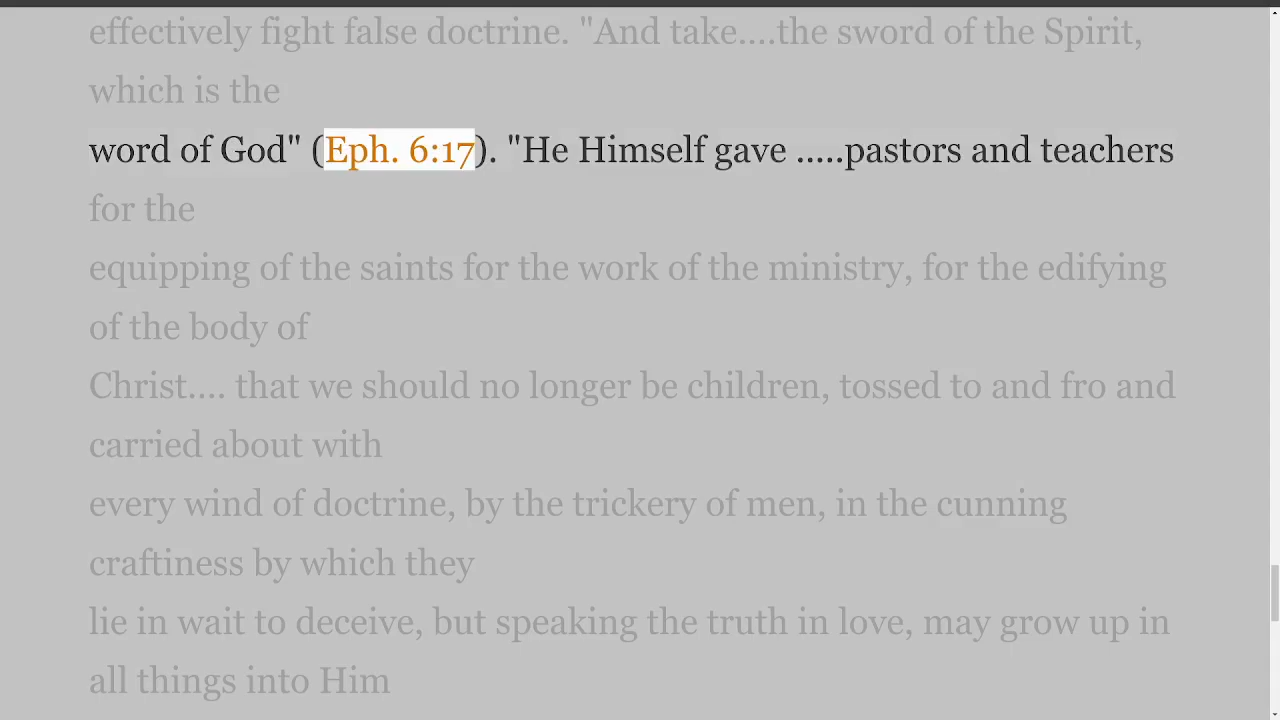 effectively fight false doctrine. "And take....the sword of the Spirit,
which is the
word of God" (Eph. 6:17). "He Himself gave .....pastors and teachers
for the
equipping of the saints for the work of the ministry, for the edifying
of the body of
Christ.... that we should no longer be children, tossed to and fro and
carried about with
every wind of doctrine, by the trickery of men, in the cunning
craftiness by which they
lie in wait to deceive, but speaking the truth in love, may grow up in
all things into Him